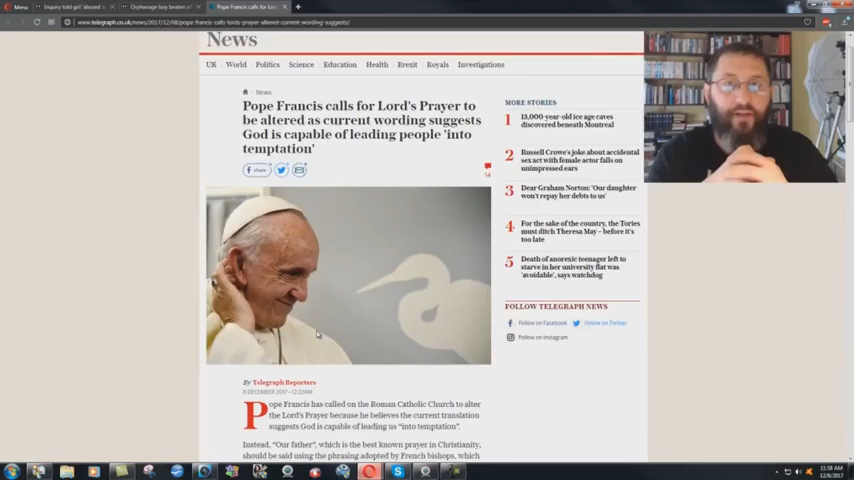 Menu
Inquiry told girl 'abused
Orphanage boy beaten
Pope Francis calls for
www.telegraph.co.uk/news/2017/12/08/pope-francis-calls-lords-prayer-altered-current-wording-suggests/
News
UK World Politics Science Education Health Brexit Royals Investigations
News
Pope Francis calls for Lord's Prayer to
be altered as current wording suggests
God is capable of leading people 'into
temptation'
share
14
MORE STORIES
1 15,000-year-old ice age caves
discovered beneath Montreal
2 Russell Crowe's joke about accidental
sex act with female actor falls on
unimpressed ears
3 Dear Graham Norton: 'Our daughter
won't repay her debts to us'
4 For the sake of the country, the Tories
must ditch Theresa May – before it's
too late
5 Death of anorexic teenager left to
starve in her university flat was
'avoidable', says watchdog
FOLLOW TELEGRAPH NEWS
Follow on Facebook Follow on Twitter
Follow on Instagram
By Telegraph Reporters
8 DECEMBER 2017 • 12:22AM
Pope Francis has called on the Roman Catholic Church to alter
the Lord's Prayer because he believes the current translation
suggests God is capable of leading us "into temptation".
Instead, "Our father", which is the best known prayer in Christianity,
should be said using the phrasing adopted by French bishops, which
11:58 AM